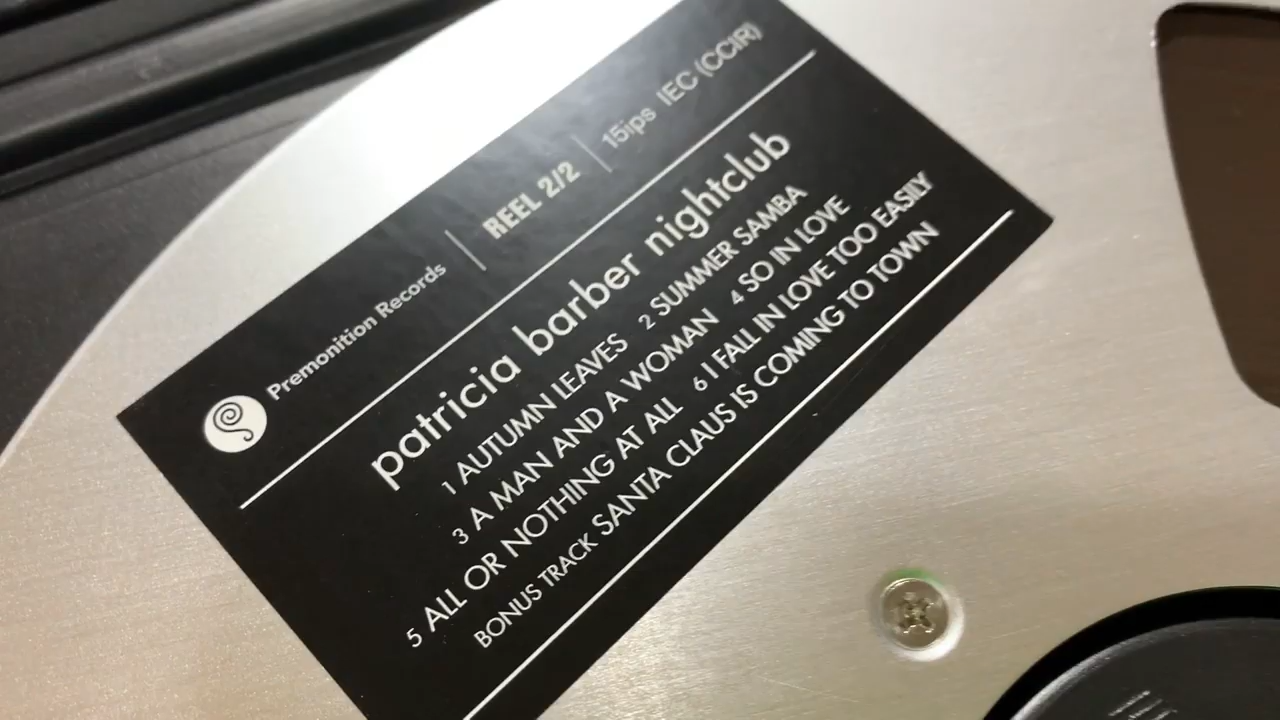 Premonition Records | REEL 2/2 | 15ips IEC (CCIR)
patricia barber nightclub
1 AUTUMN LEAVES 2 SUMMER SAMBA
3 A MAN AND A WOMAN 4 SO IN LOVE
5 ALL OR NOTHING AT ALL 6 I FALL IN LOVE TOO EASILY
BONUS TRACK SANTA CLAUS IS COMING TO TOWN